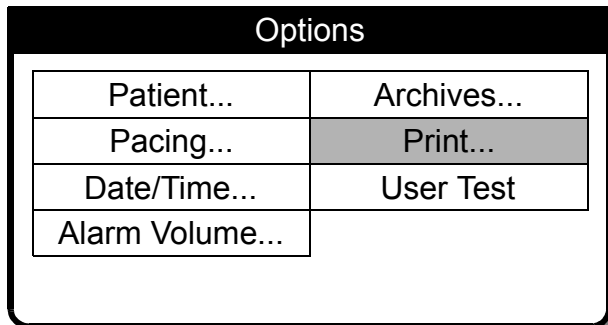 Options
Patient... Archives...
Pacing... Print...
Date/Time... User Test
Alarm Volume...